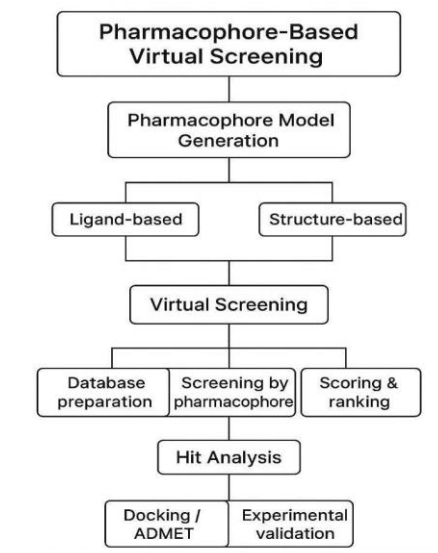 Pharmacophore-Based
Virtual Screening
Pharmacophore Model
Generation
Ligand-based
Structure-based
Virtual Screening
Database
preparation
Screening by
pharmacophore
Scoring &
ranking
Hit Analysis
Docking /
ADMET
Experimental
validation